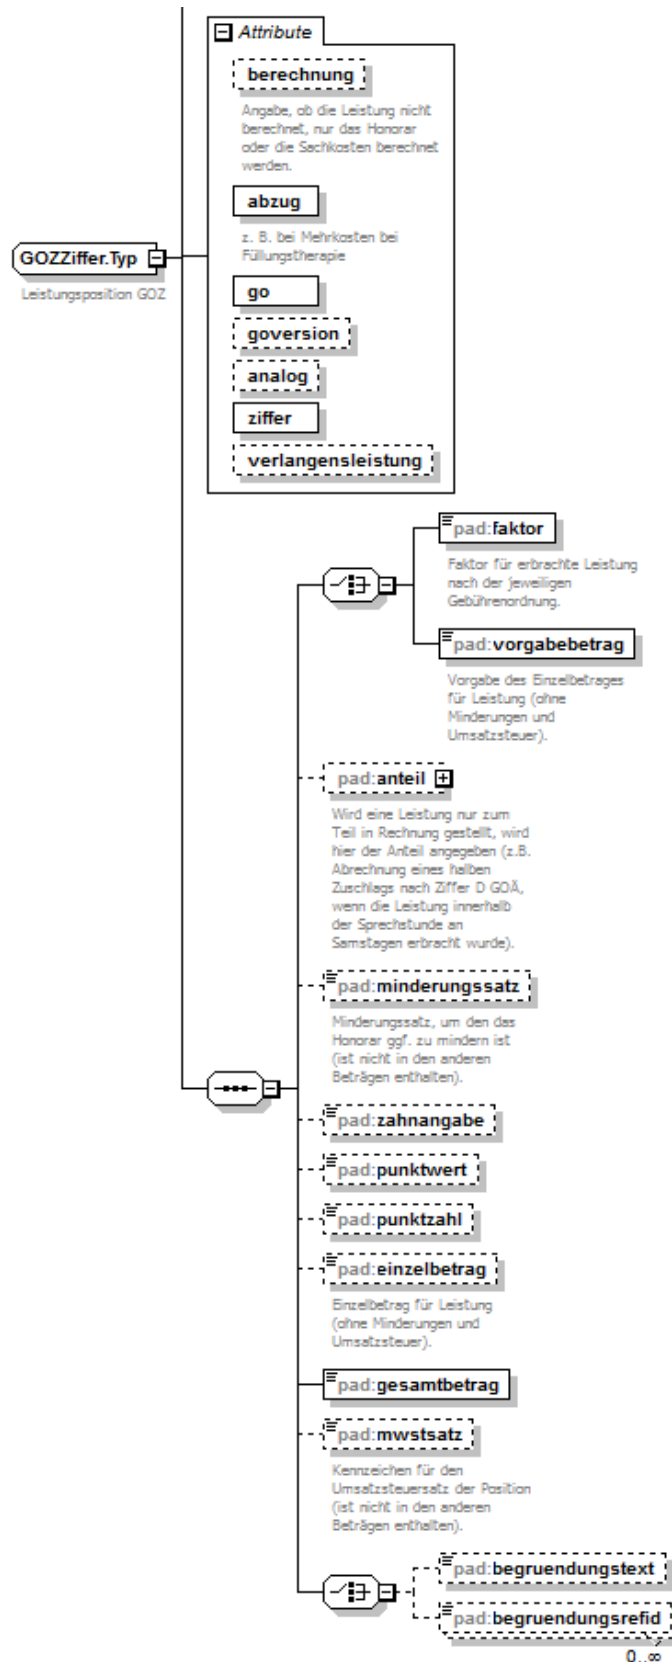 Attribute
berechnung
Angabe, ob die Leistung nicht
berechnet, nur das Honorar
oder die Sachkosten berechnet
werden.
abzug
z. B. bei Mehrkosten bei
Füllungstherapie
GOZZiffer.Typ
Leistungsposition GOZ
go
goversion
analog
ziffer
verlangensleistung
pad:faktor
Faktor für erbrachte Leistung
nach der jeweiligen
Gebührenordnung.
pad:vorgabebetrag
Vorgabe des Einzelbetrages
für Leistung (ohne
Minderungen und
Umsatzsteuer).
pad:anteil
Wird eine Leistung nur zum
Teil in Rechnung gestellt, wird
hier der Anteil angegeben (z.B.
Abrechnung eines halben
Zuschlags nach Ziffer D GOÄ,
wenn die Leistung innerhalb
der Sprechstunde an
Samstagen erbracht wurde).
pad:minderungssatz
Minderungssatz, um den das
Honorar ggf. zu mindern ist
(ist nicht in den anderen
Beträgen enthalten).
pad:zahnangabe
pad:punktwert
pad:punktzahl
pad:einzelbetrag
Einzelbetrag für Leistung
(ohne Minderungen und
Umsatzsteuer).
pad:gesamtbetrag
pad:mwstsatz
Kennzeichen für den
Umsatzsteuersatz der Position
(ist nicht in den anderen
Beträgen enthalten).
pad:begruendungstext
pad:begruendungsrefid
0..∞